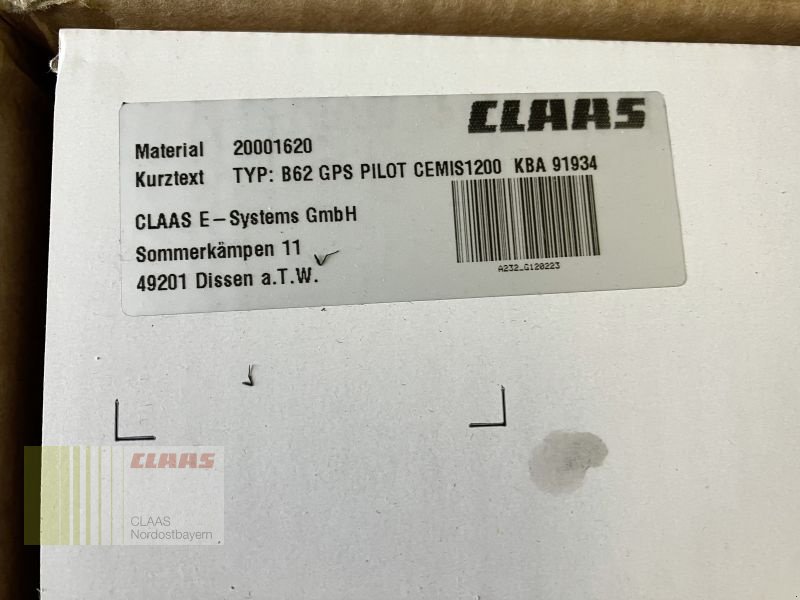 CLAAS
Material 20001620
Kurztext TYP: B62 GPS PILOT CEMIS1200 KBA 91934
CLAAS E-Systems GmbH
Sommerkämpen 11
49201 Dissen a.T.W.
A232_G120223
CLAAS
CLAAS
Nordostbayern